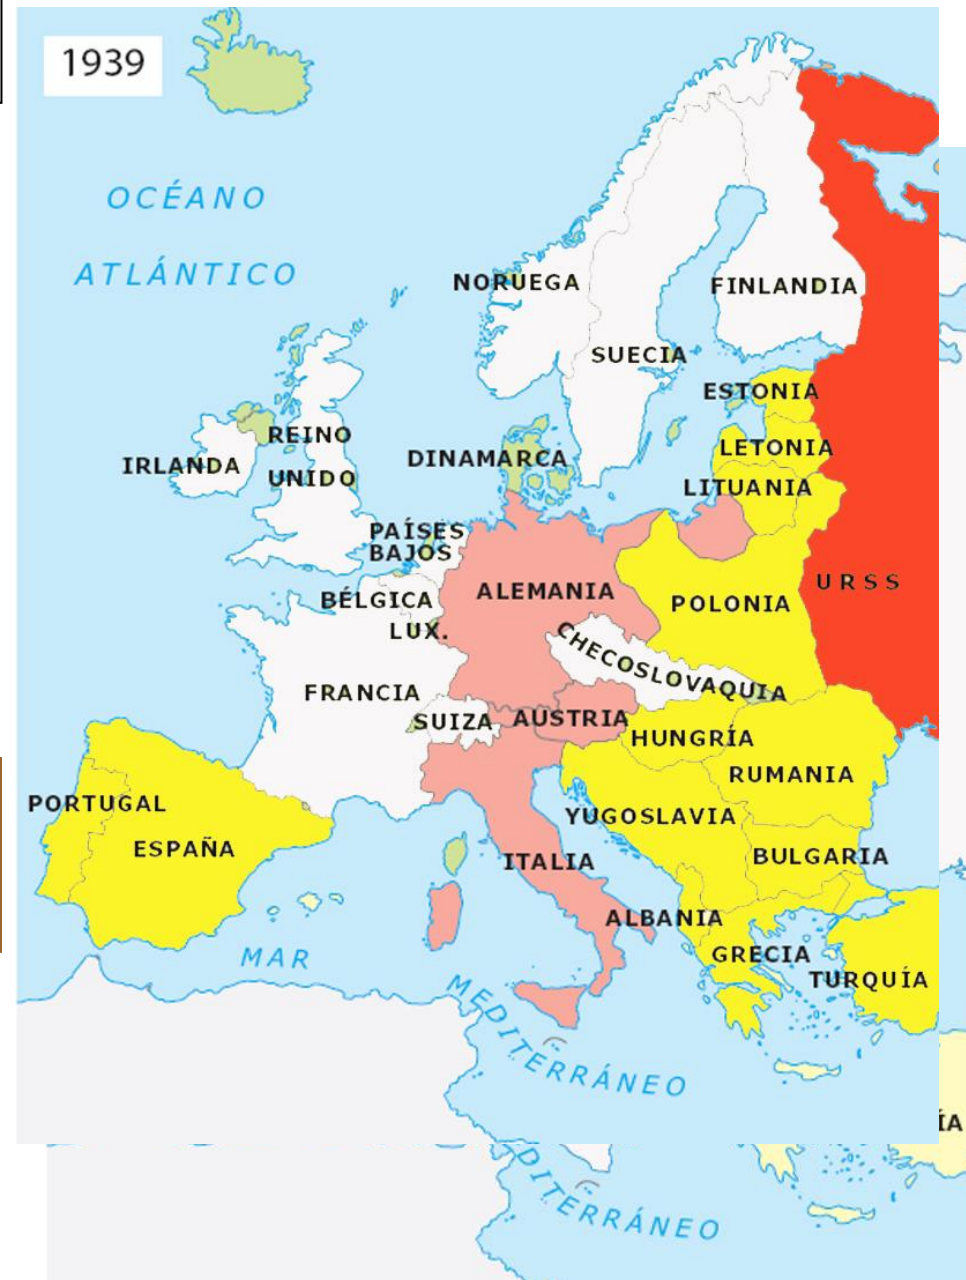 1939
OCÉANO
ATLÁNTICO
NORUEGA
FINLANDIA
SUECIA
ESTONIA
REINO
UNIDO
IRLANDA
DINAMARCA
LETONIA
LITUANIA
PAÍSES
BAJOS
BÉLGICA
LUX.
ALEMANIA
POLONIA
URSS
CHECOSLOVAQUIA
FRANCIA
SUIZA
AUSTRIA
HUNGRÍA
RUMANIA
PORTUGAL
ESPAÑA
YUGOSLAVIA
BULGARIA
ITALIA
ALBANIA
GRECIA
TURQUÍA
MAR
MEDITERRÁNEO
ÍA
DITERRÁNEO